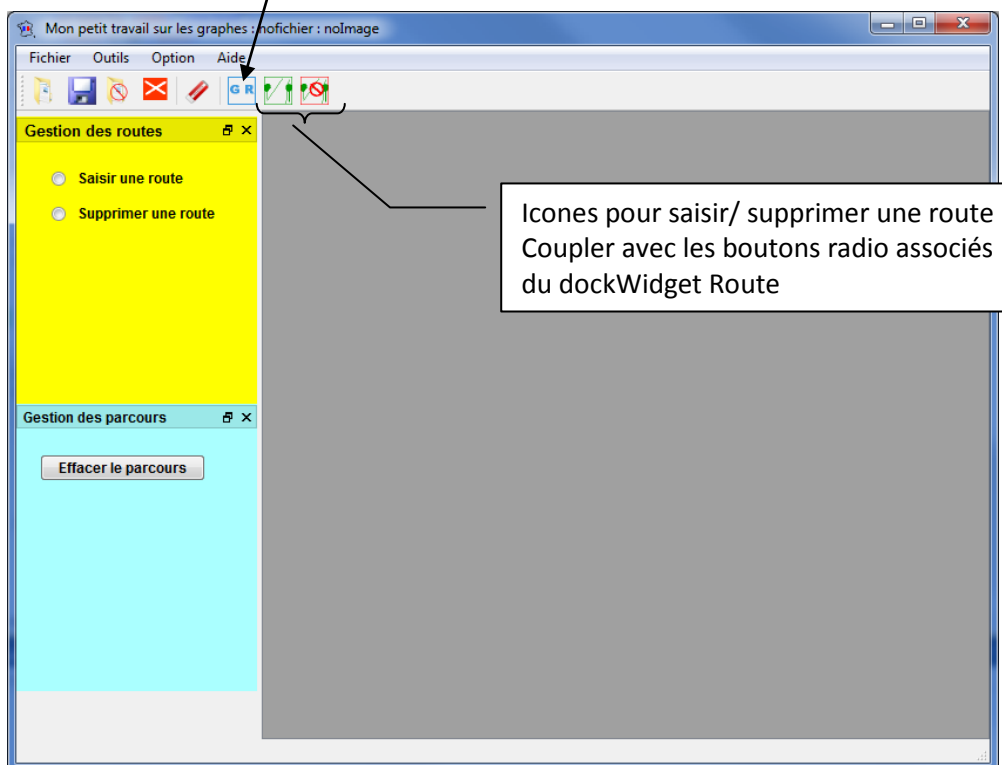 Mon petit travail sur les graphes : nofichier : noImage
Fichier Outils Option Aide
G R
Gestion des routes
Saisir une route
Supprimer une route
Icones pour saisir/ supprimer une route
Coupler avec les boutons radio associés
du dockWidget Route
Gestion des parcours
Effacer le parcours